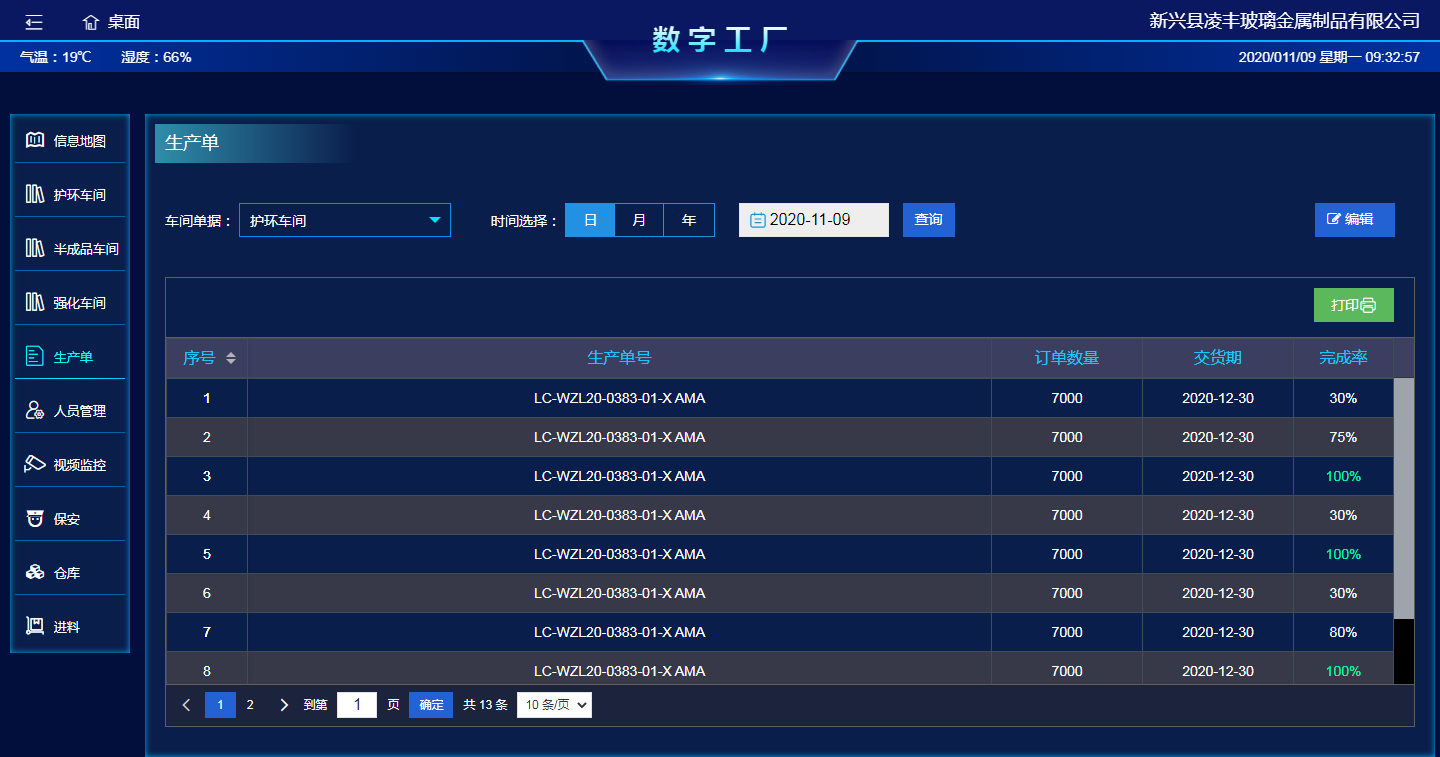 桌面
数字工厂
新兴县凌丰玻璃金属制品有限公司
气温：19℃ 湿度：66%
2020/011/09 星期一 09:32:57
信息地图
护环车间
半成品车间
强化车间
生产单
人员管理
视频监控
保安
仓库
进料
生产单
车间单据： 护环车间 时间选择： 日 月 年 2020-11-09 查询 编辑
打印
序号 生产单号 订单数量 交货期 完成率
1 LC-WZL20-0383-01-X AMA 7000 2020-12-30 30%
2 LC-WZL20-0383-01-X AMA 7000 2020-12-30 75%
3 LC-WZL20-0383-01-X AMA 7000 2020-12-30 100%
4 LC-WZL20-0383-01-X AMA 7000 2020-12-30 30%
5 LC-WZL20-0383-01-X AMA 7000 2020-12-30 100%
6 LC-WZL20-0383-01-X AMA 7000 2020-12-30 30%
7 LC-WZL20-0383-01-X AMA 7000 2020-12-30 80%
8 LC-WZL20-0383-01-X AMA 7000 2020-12-30 100%
1 2 到第 1 页 确定 共 13 条 10 条/页